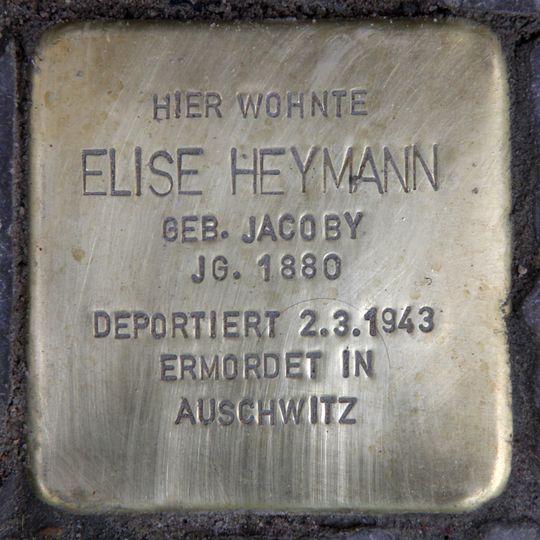 HIER WOHNTE
ELISE HEYMANN
GEB. JACOBY
JG. 1880
DEPORTIERT 2.3.1943
ERMORDET IN
AUSCHWITZ